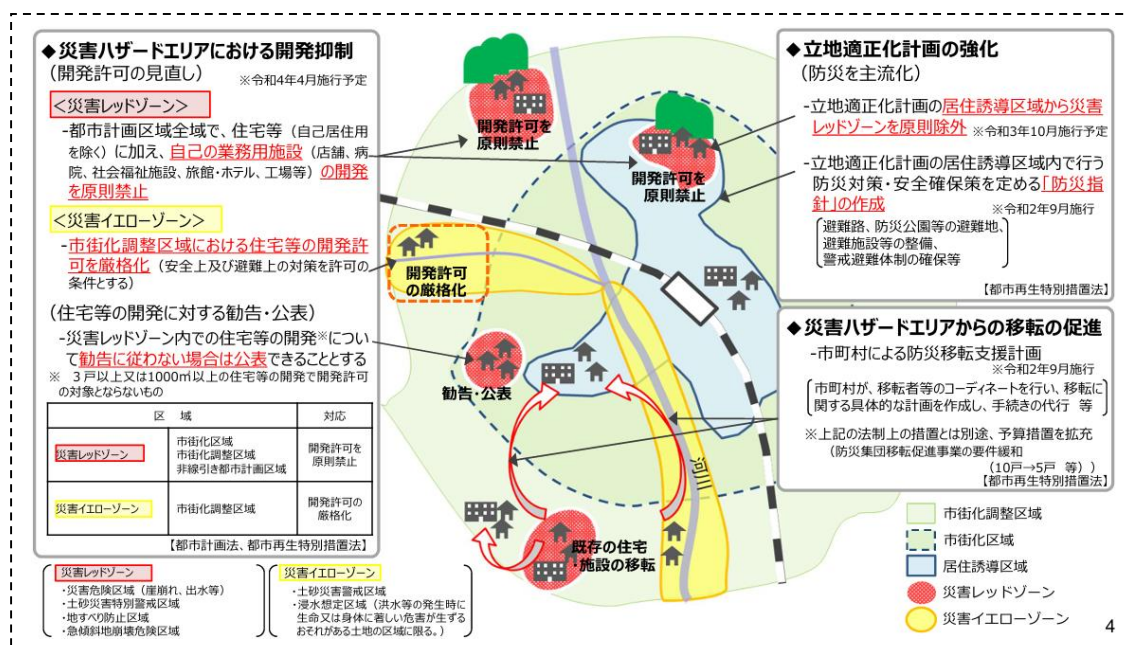 ◆災害ハザードエリアにおける開発抑制
(開発許可の見直し) ※令和4年4月施行予定
<災害レッドゾーン>
-都市計画区域全域で、住宅等（自己居住用
を除く）に加え、自己の業務用施設（店舗、病
院、社会福祉施設、旅館・ホテル、工場等）の開発
を原則禁止
<災害イエローゾーン>
-市街化調整区域における住宅等の開発許
可を厳格化（安全上及び避難上の対策を許可の
条件とする）
(住宅等の開発に対する勧告・公表)
-災害レッドゾーン内での住宅等の開発※につい
て勧告に従わない場合は公表できることとする
※ 3戸以上又は1000㎡以上の住宅等の開発で開発許可
の対象とならないもの
区 域 対応
災害レッドゾーン
市街化区域
市街化調整区域
非線引き都市計画区域
開発許可を
原則禁止
災害イエローゾーン
市街化調整区域
開発許可の
厳格化
【都市計画法、都市再生特別措置法】
災害レッドゾーン
・災害危険区域（崖崩れ、出水等）
・土砂災害特別警戒区域
・地すべり防止区域
・急傾斜地崩壊危険区域
災害イエローゾーン
・土砂災害警戒区域
・浸水想定区域（洪水等の発生時に
生命又は身体に著しい危害が生ずる
おそれがある土地の区域に限る。）
開発許可を
原則禁止
開発許可を
原則禁止
開発許可
の厳格化
勧告・公表
河川
既存の住宅
・施設の移転
◆立地適正化計画の強化
(防災を主流化)
-立地適正化計画の居住誘導区域から災害
レッドゾーンを原則除外 ※令和3年10月施行予定
-立地適正化計画の居住誘導区域内で行う
防災対策・安全確保策を定める「防災指
針」の作成 ※令和2年9月施行
避難路、防災公園等の避難地、
避難施設等の整備、
警戒避難体制の確保等
【都市再生特別措置法】
◆災害ハザードエリアからの移転の促進
-市町村による防災移転支援計画
※令和2年9月施行
市町村が、移転者等のコーディネートを行い、移転に
関する具体的な計画を作成し、手続きの代行 等
※上記の法制上の措置とは別途、予算措置を拡充
（防災集団移転促進事業の要件緩和
（10戸→5戸 等））
【都市再生特別措置法】
市街化調整区域
市街化区域
居住誘導区域
災害レッドゾーン
災害イエローゾーン
4